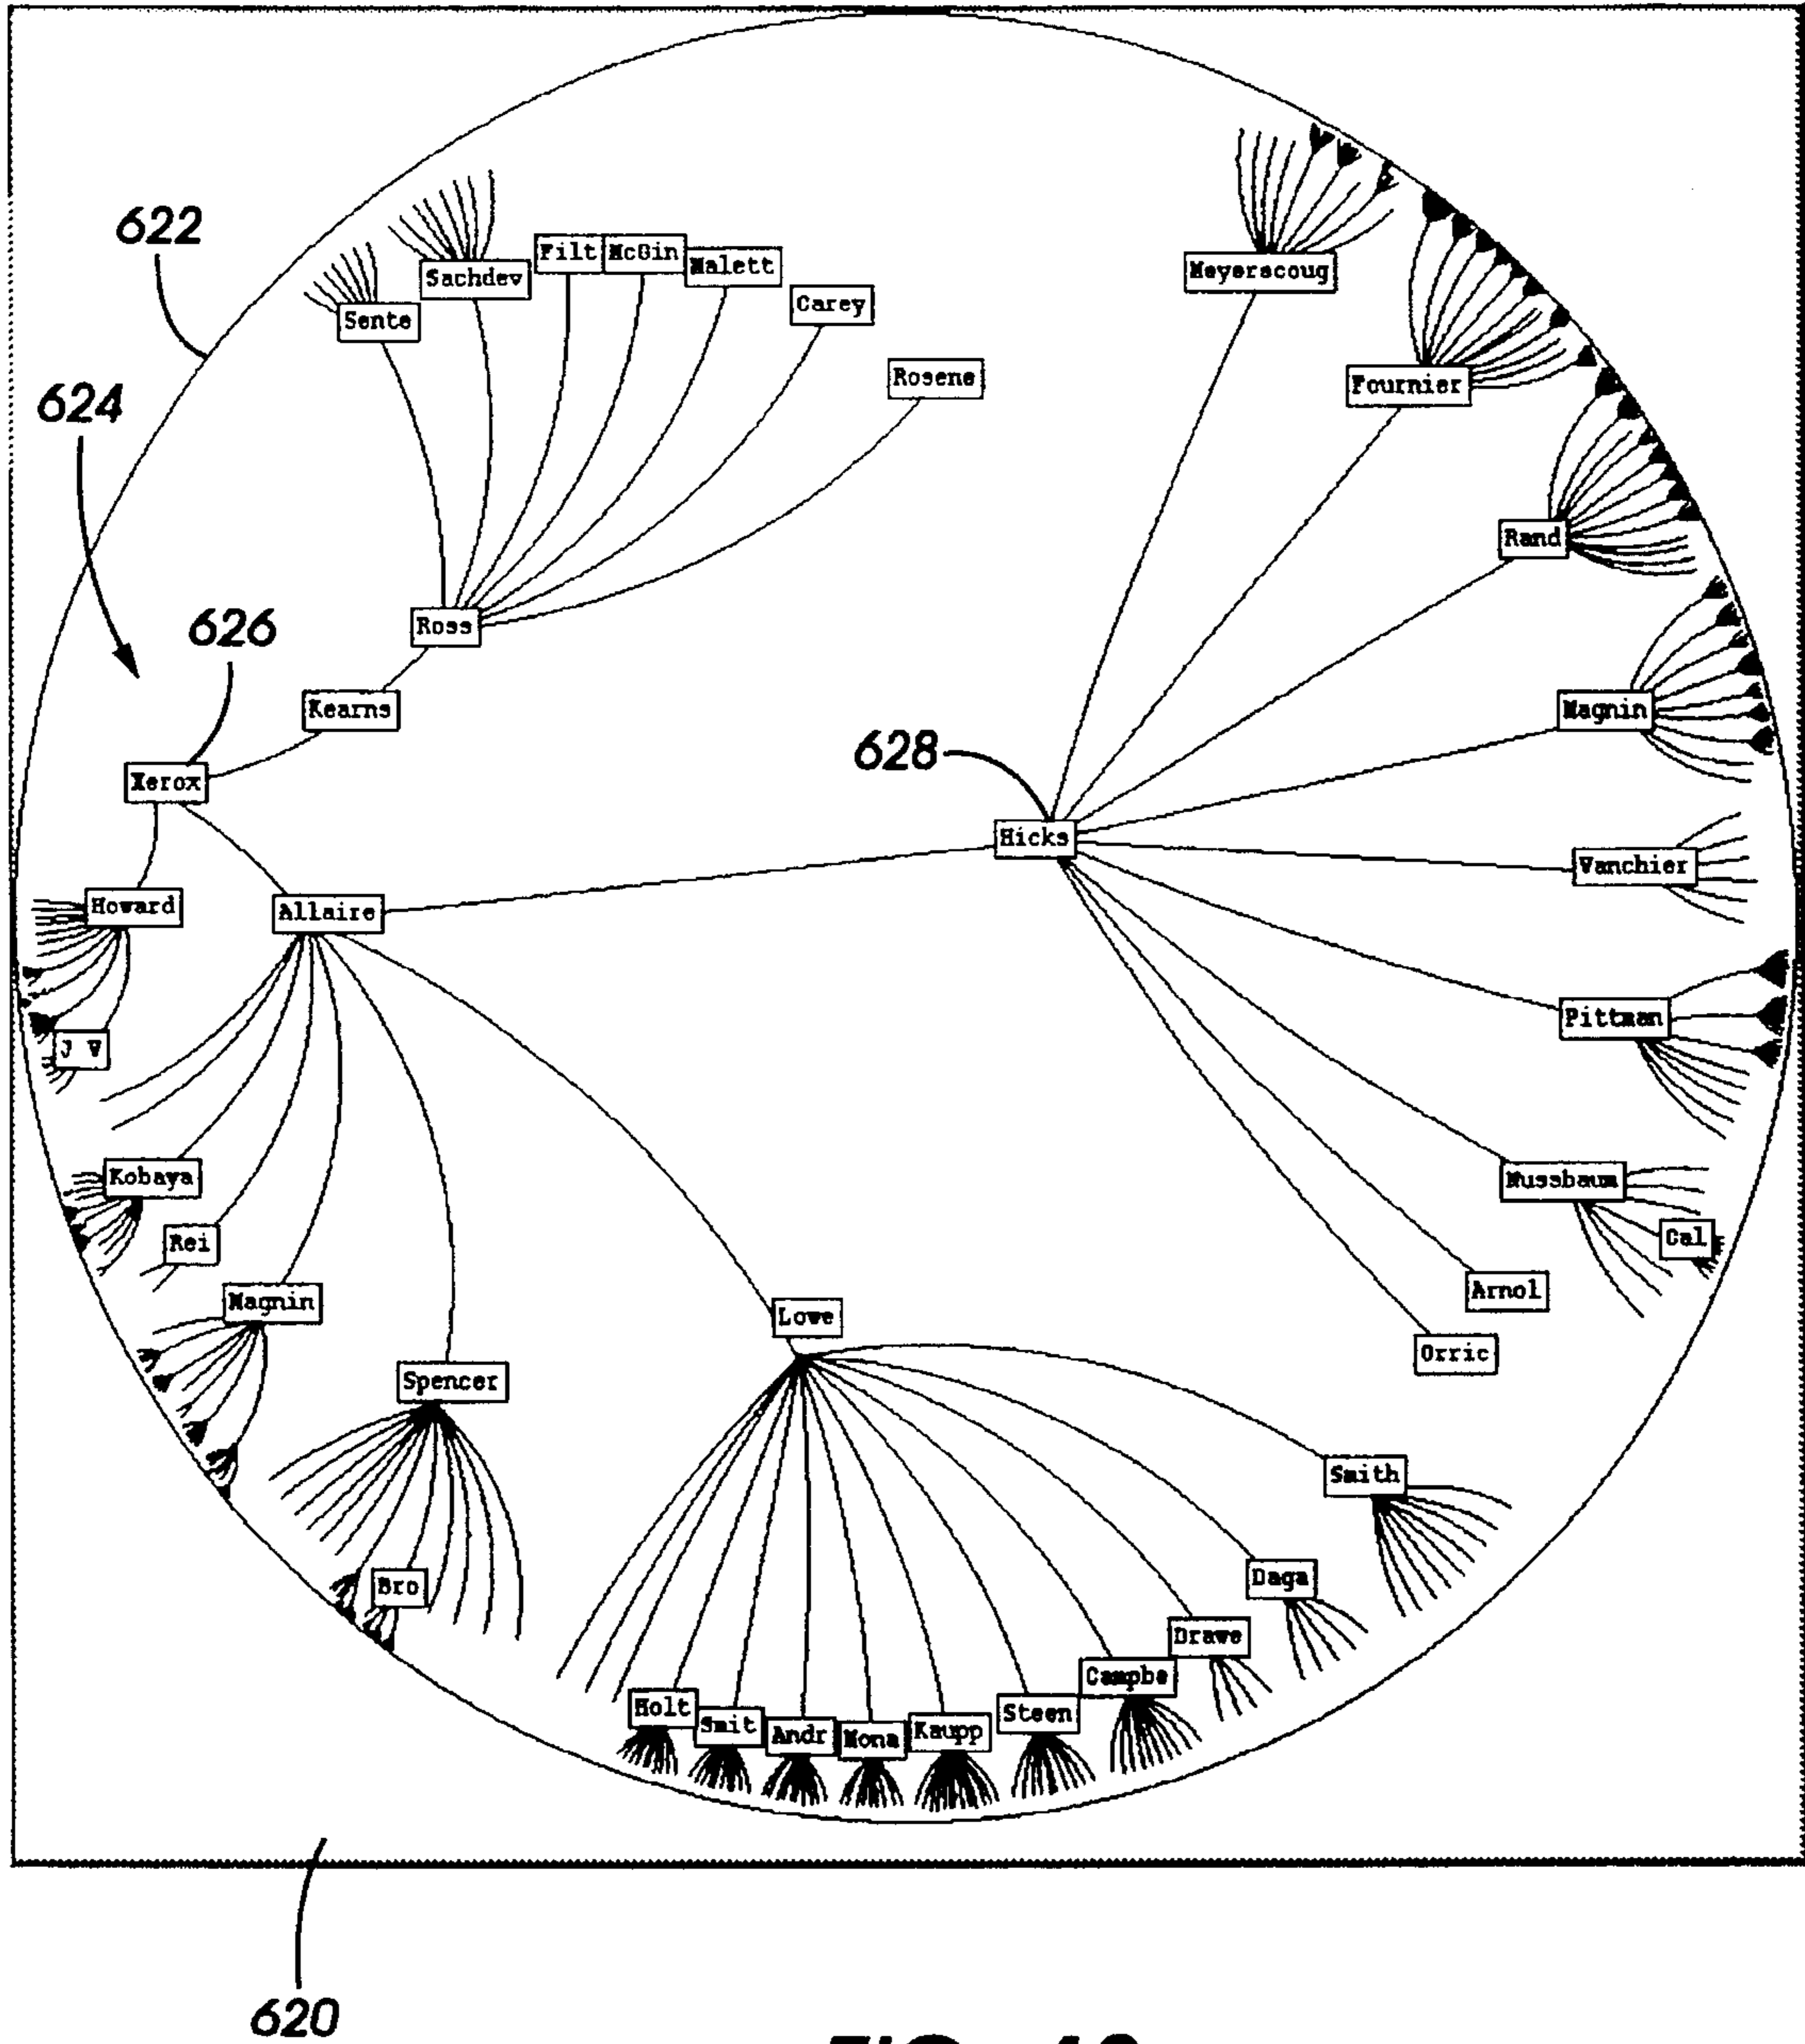 622
Sachdev
Filt
McGin
Malett
Meyerscoug
Sente
Carey
Fournier
Rosene
624
Rand
626
Ross
Kearns
Magnin
628
Xerox
Hicks
Vanchier
Howard
Allaire
Pittman
J V
Kobaya
Nussbaum
Rei
Cal
Magnin
Arnol
Lowe
Orric
Spencer
Smith
Bro
Daga
Drawe
Campbe
Holt
Smit
Andr
Mona
Kaupp
Steen
620